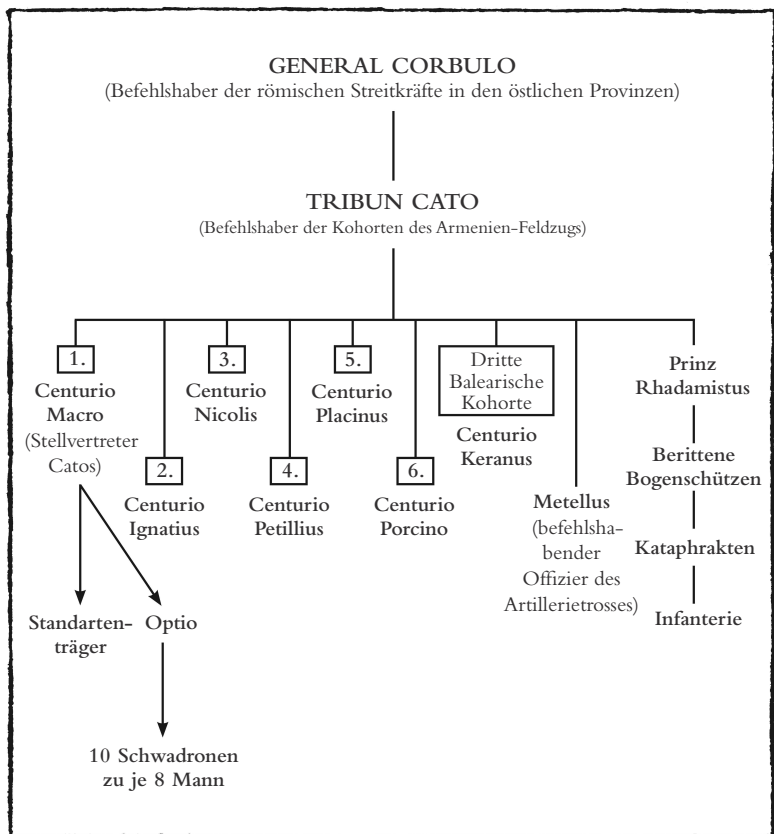 GENERAL CORBULO
(Befehlshaber der römischen Streitkräfte in den östlichen Provinzen)
TRIBUN CATO
(Befehlshaber der Kohorten des Armenien-Feldzugs)
1.
Centurio
Macro
(Stellvertreter
Catos)
2.
Centurio
Ignatius
3.
Centurio
Nicolis
4.
Centurio
Petillius
5.
Centurio
Placinus
6.
Centurio
Porcino
Dritte
Balearische
Kohorte
Centurio
Keranus
Metellus
(befehlsha-
bender
Offizier des
Artillerietrosses)
Prinz
Rhadamistus
Berittene
Bogenschützen
Kataphrakten
Infanterie
Standarten-
träger
Optio
10 Schwadronen
zu je 8 Mann